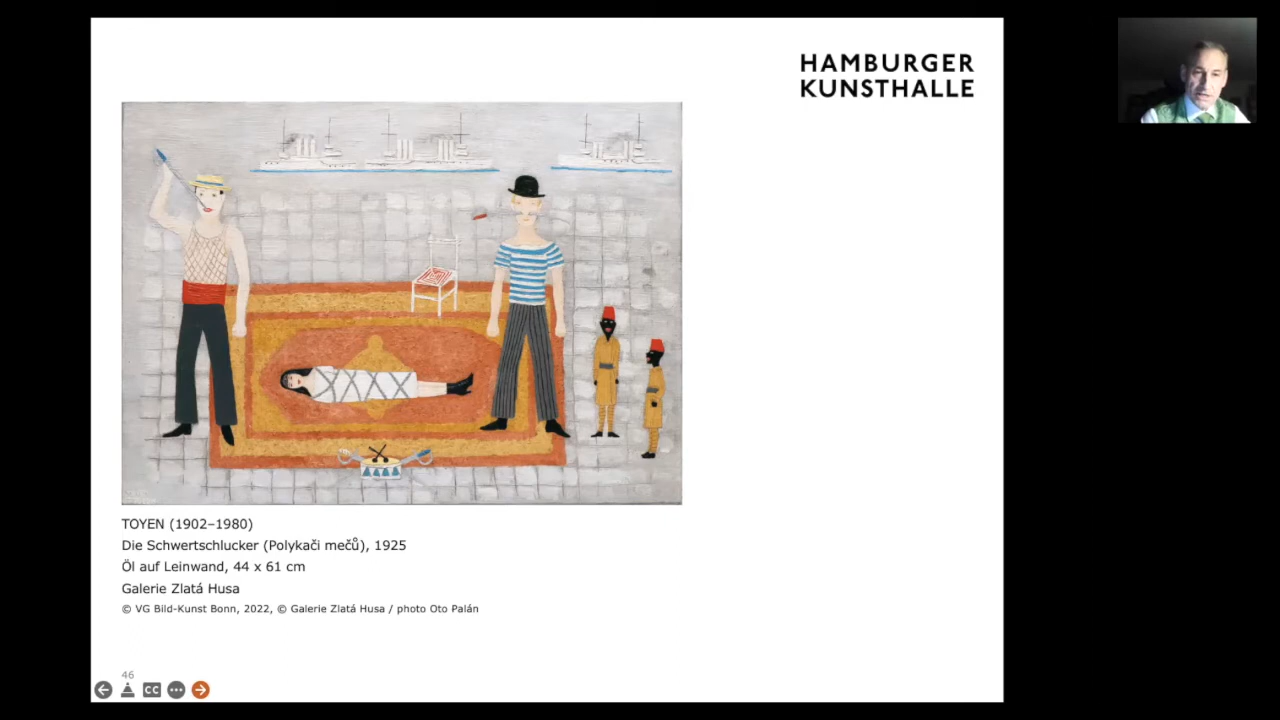 HAMBURGER
KUNSTHALLE
TOYEN (1902–1980)
Die Schwertschlucker (Polykači mečů), 1925
Öl auf Leinwand, 44 x 61 cm
Galerie Zlatá Husa
© VG Bild-Kunst Bonn, 2022, © Galerie Zlatá Husa / photo Oto Palán
46
CC